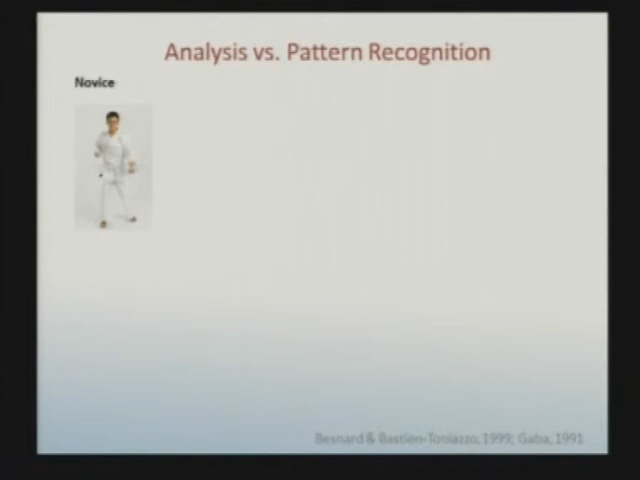 Analysis vs. Pattern Recognition
Novice
Besnard & Bastien-Toniazzo, 1999; Gaba, 1991